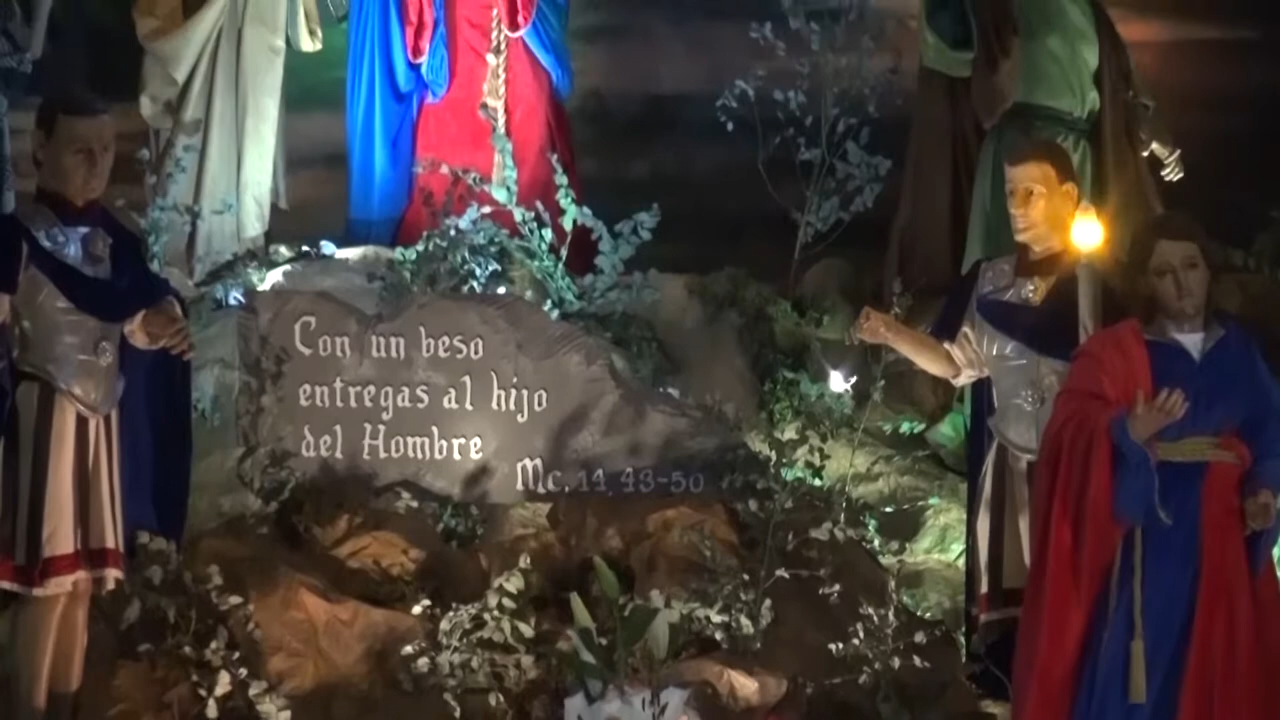 Con un beso
entregas al hijo
del Hombre
Mc. 14, 43-50